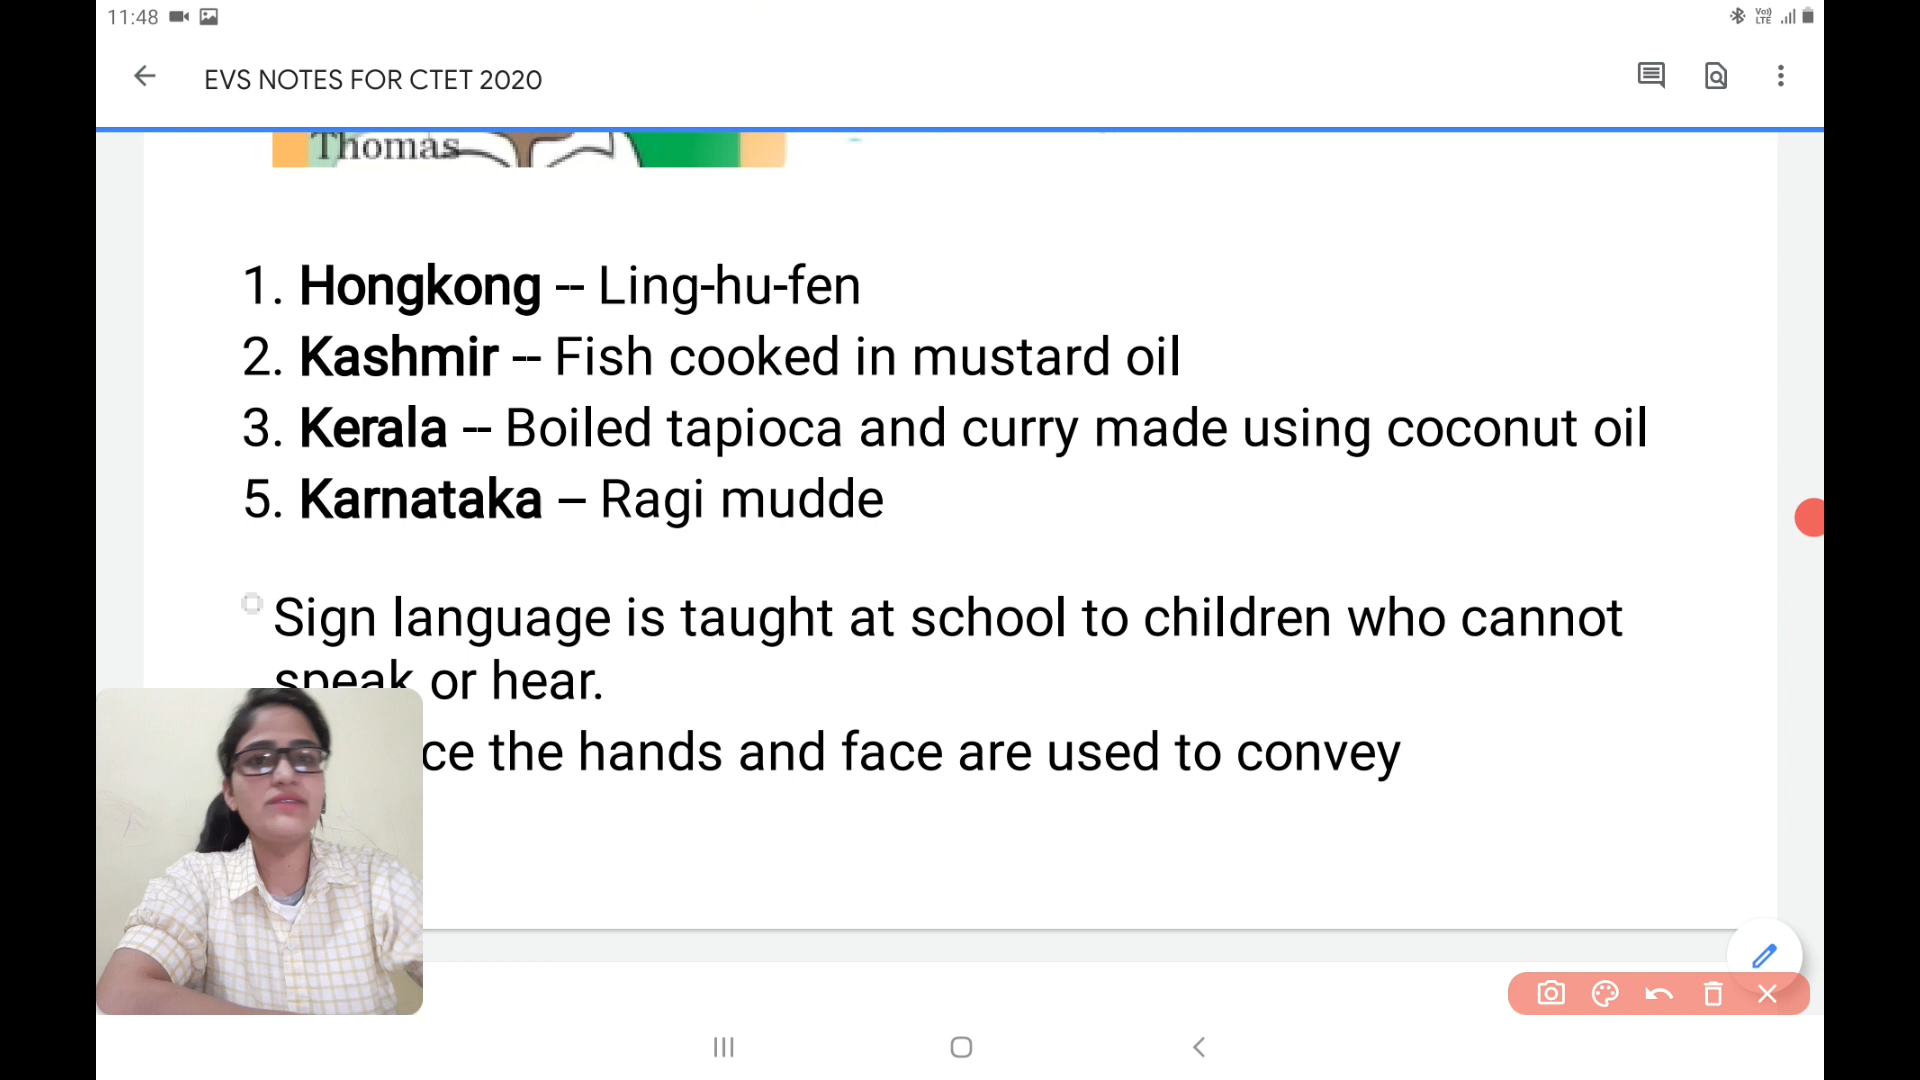 11:48
Vo)) LTE
EVS NOTES FOR CTET 2020
Thomas
1. Hongkong -- Ling-hu-fen
2. Kashmir -- Fish cooked in mustard oil
3. Kerala -- Boiled tapioca and curry made using coconut oil
5. Karnataka – Ragi mudde
Sign language is taught at school to children who cannot
speak or hear.
ce the hands and face are used to convey